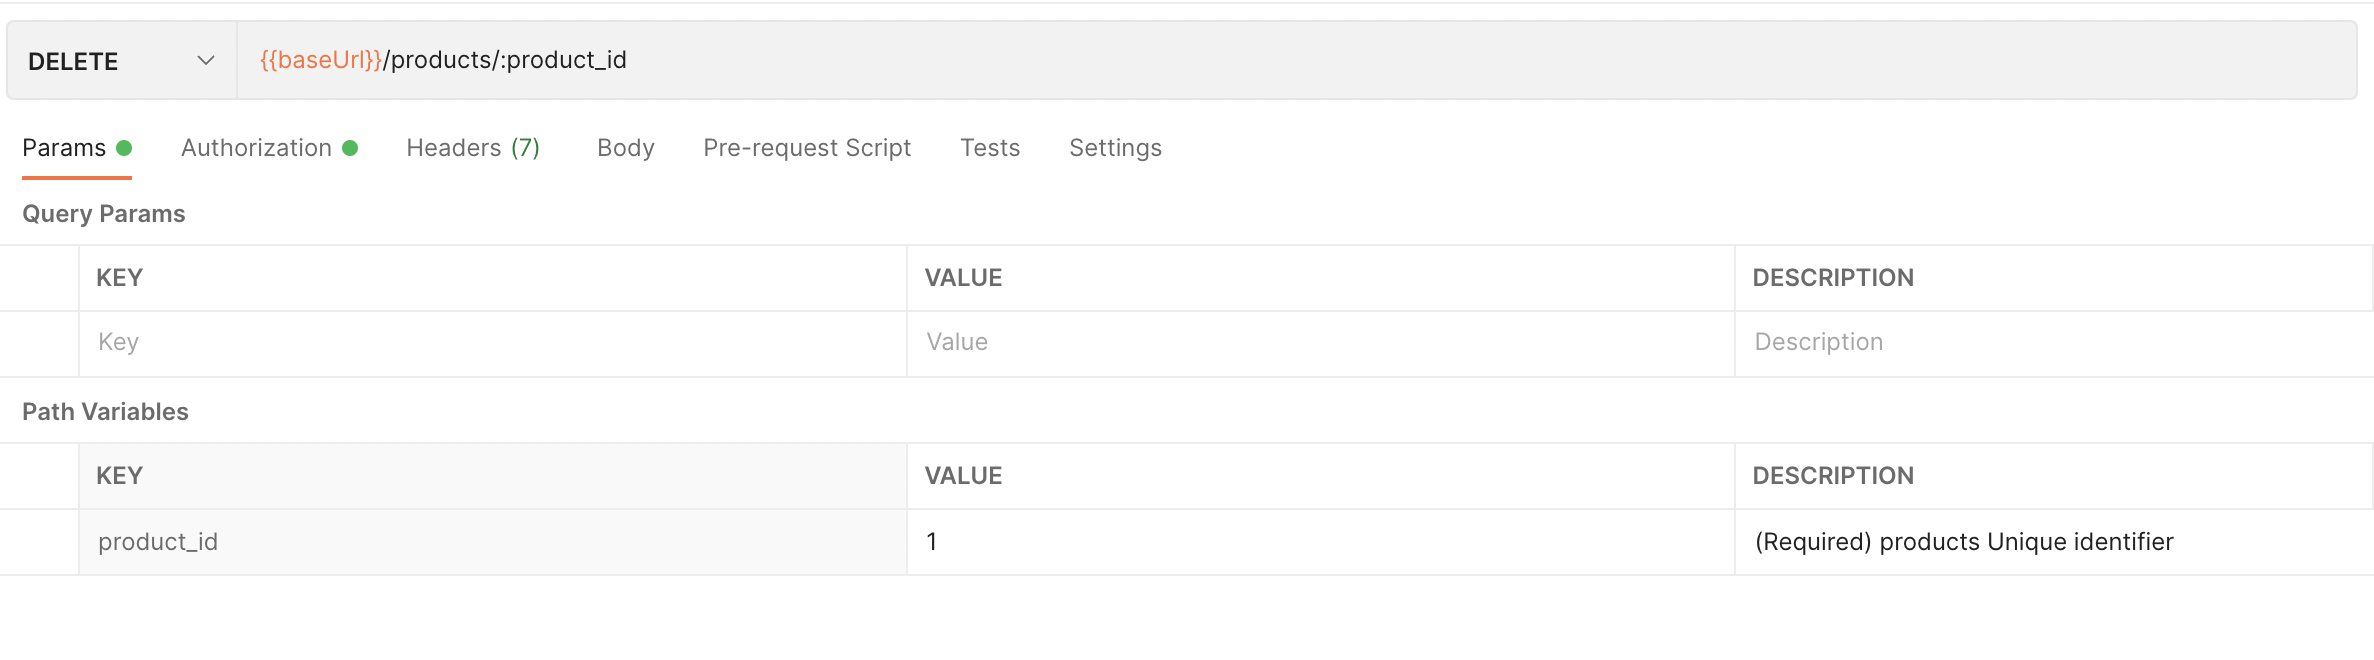 DELETE {{baseUrl}}/products/:product_id
Params Authorization Headers (7) Body Pre-request Script Tests Settings
Query Params
KEY VALUE DESCRIPTION
Key Value Description
Path Variables
KEY VALUE DESCRIPTION
product_id 1 (Required) products Unique identifier